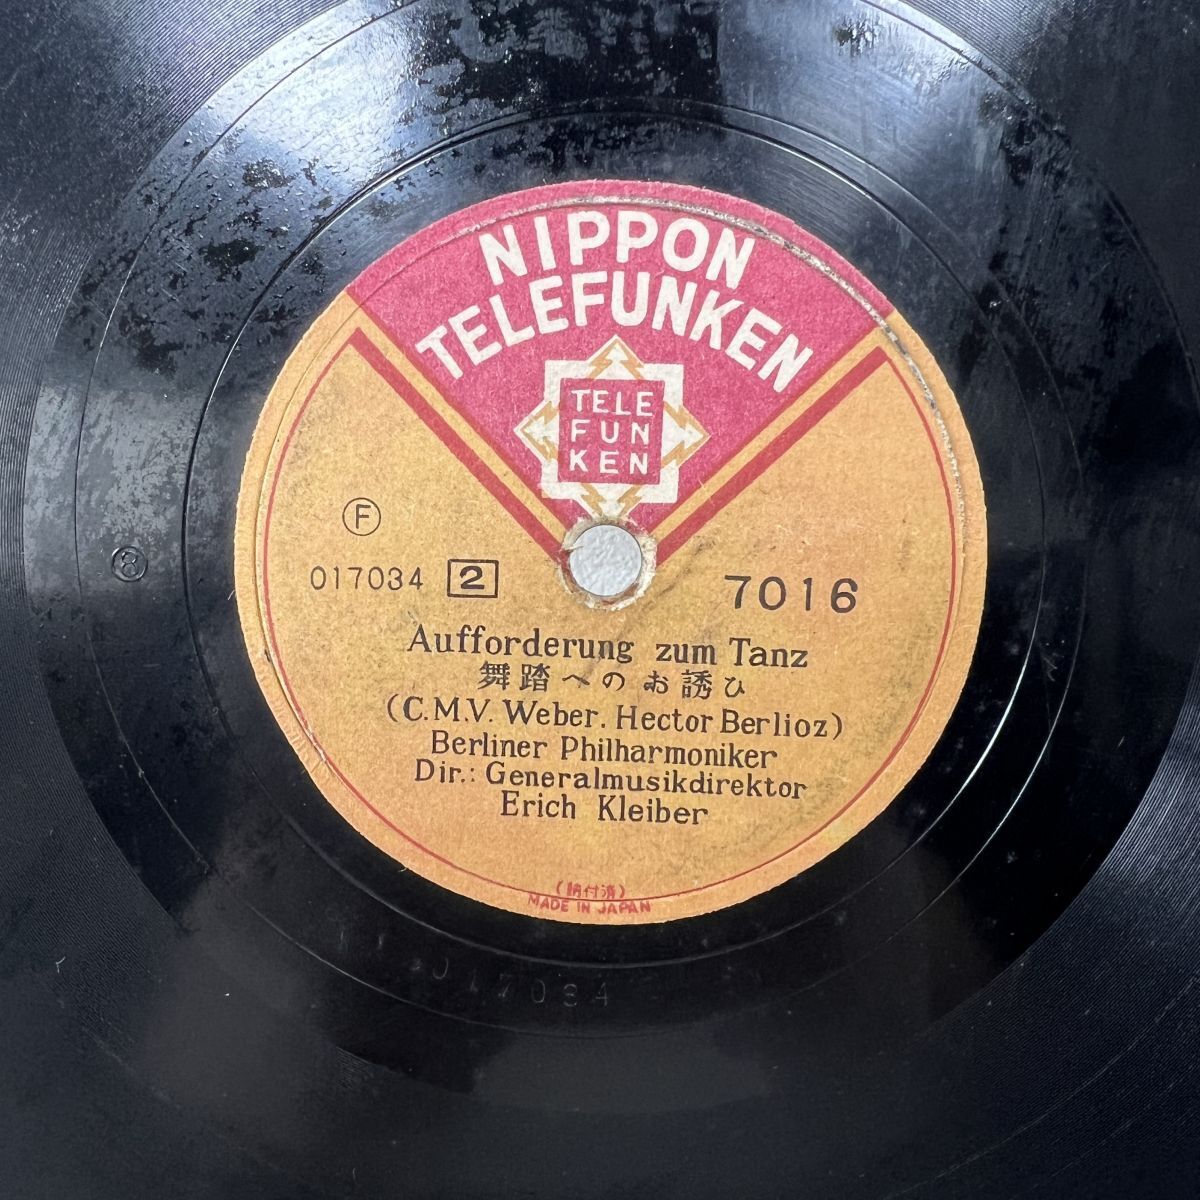 NIPPON
TELEFUNKEN
TELE
FUN
KEN
F
017034 2 7016
Aufforderung zum Tanz
舞踏へのお誘ひ
(C.M.V. Weber. Hector Berlioz)
Berliner Philharmoniker
Dir.: Generalmusikdirektor
Erich Kleiber
MADE IN JAPAN
8
017034